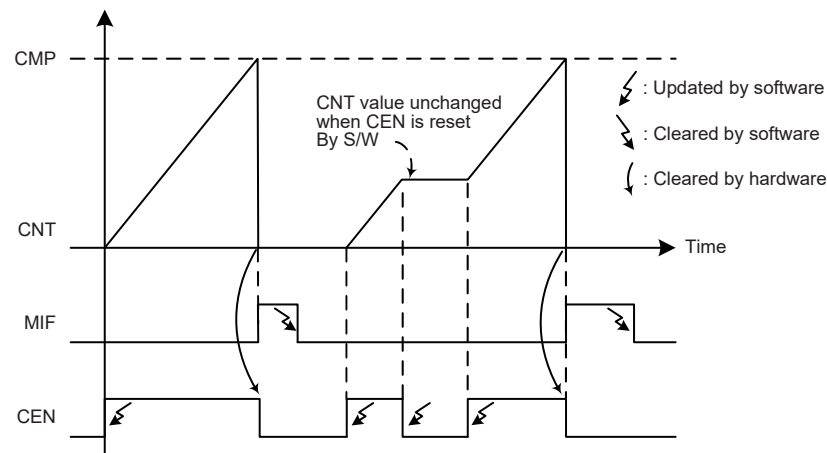 CMP
CNT value unchanged
when CEN is reset
By S/W
: Updated by software
: Cleared by software
: Cleared by hardware
CNT
Time
MIF
CEN